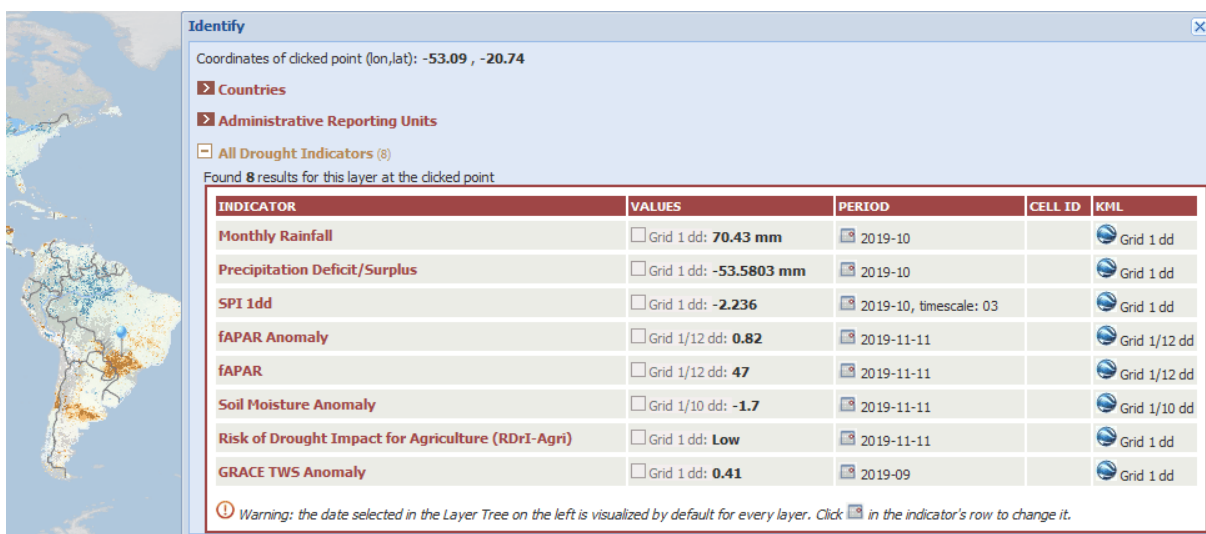 Identify
Coordinates of clicked point (lon,lat): -53.09 , -20.74
Countries
Administrative Reporting Units
All Drought Indicators (8)
Found 8 results for this layer at the clicked point
INDICATOR VALUES PERIOD CELL ID KML
Monthly Rainfall Grid 1 dd: 70.43 mm 2019-10 Grid 1 dd
Precipitation Deficit/Surplus Grid 1 dd: -53.5803 mm 2019-10 Grid 1 dd
SPI 1dd Grid 1 dd: -2.236 2019-10, timescale: 03 Grid 1 dd
fAPAR Anomaly Grid 1/12 dd: 0.82 2019-11-11 Grid 1/12 dd
fAPAR Grid 1/12 dd: 47 2019-11-11 Grid 1/12 dd
Soil Moisture Anomaly Grid 1/10 dd: -1.7 2019-11-11 Grid 1/10 dd
Risk of Drought Impact for Agriculture (RDrI-Agri) Grid 1 dd: Low 2019-11-11 Grid 1 dd
GRACE TWS Anomaly Grid 1 dd: 0.41 2019-09 Grid 1 dd
Warning: the date selected in the Layer Tree on the left is visualized by default for every layer. Click in the indicator's row to change it.